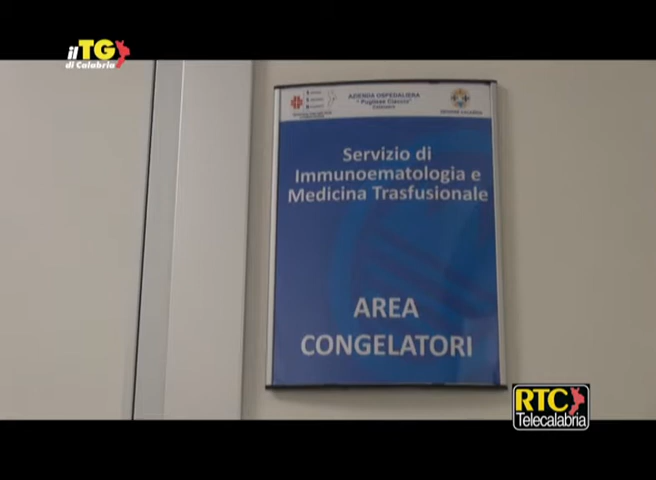 il TG
di Calabria
AZIENDA OSPEDALIERA
"Pugliese Ciaccio"
Catanzaro
REGIONE CALABRIA
Servizio di
Immunoematologia e
Medicina Trasfusionale
AREA
CONGELATORI
RTC
Telecalabria